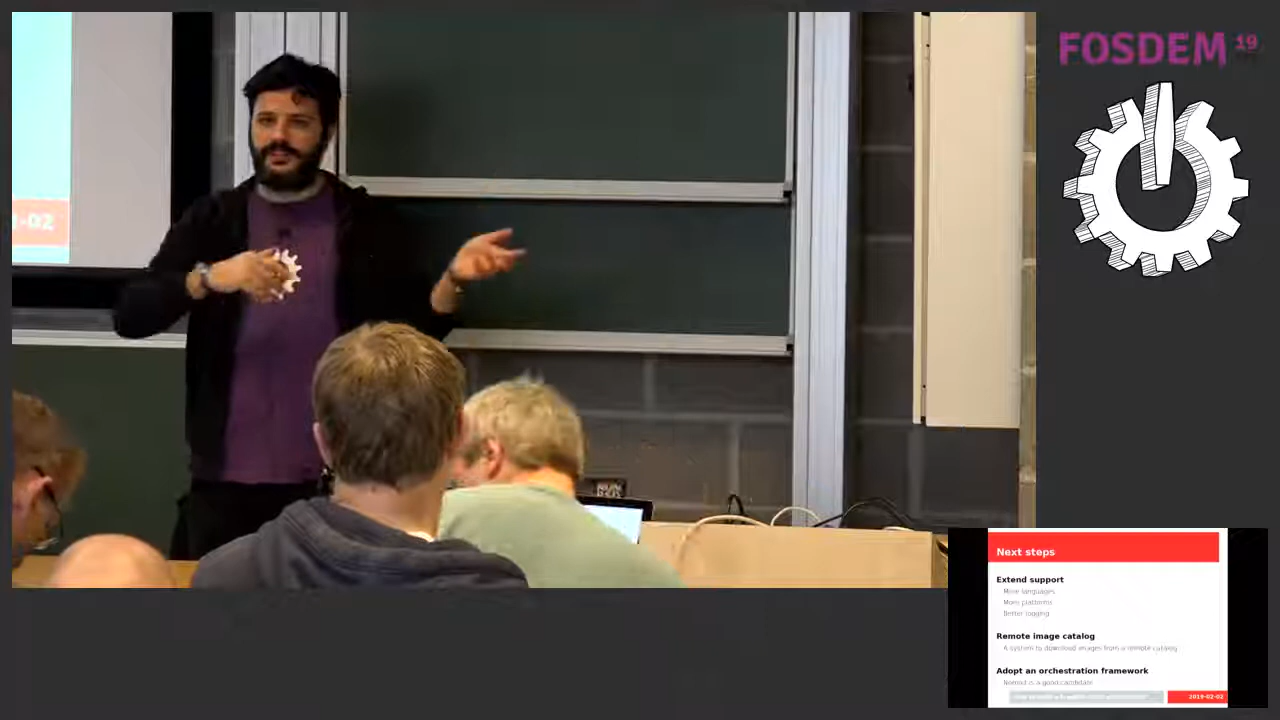 FOSDEM 19
-02
Next steps
Extend support
More languages
More platforms
Better logging
Remote image catalog
A system to download images from a remote catalog
Adopt an orchestration framework
Nomad is a good candidate
2019-02-02